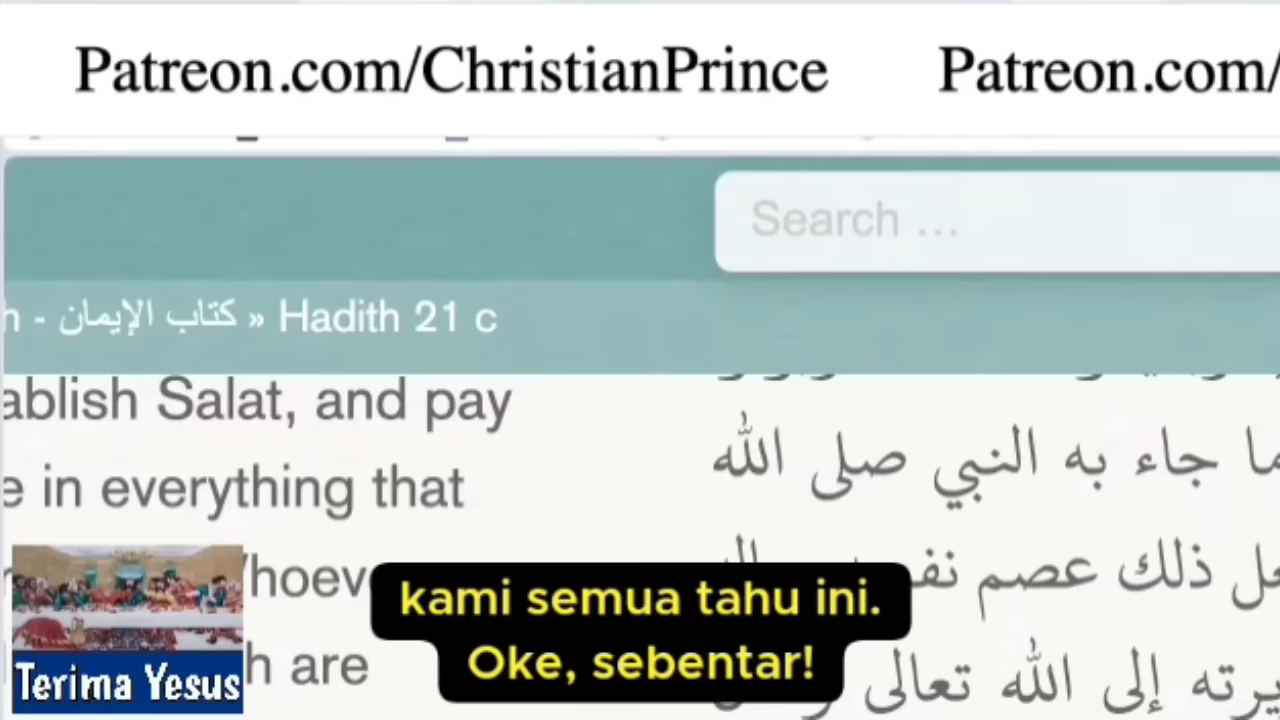 Patreon.com/ChristianPrince Patreon.com/
Search ...
- كتاب الإيمان » Hadith 21 c
ablish Salat, and pay
e in everything that
ما جاء به النبي صلى الله
ذلك عصم
h are
إلى الله تعالى
kami semua tahu ini.
Oke, sebentar!
Terima Yesus